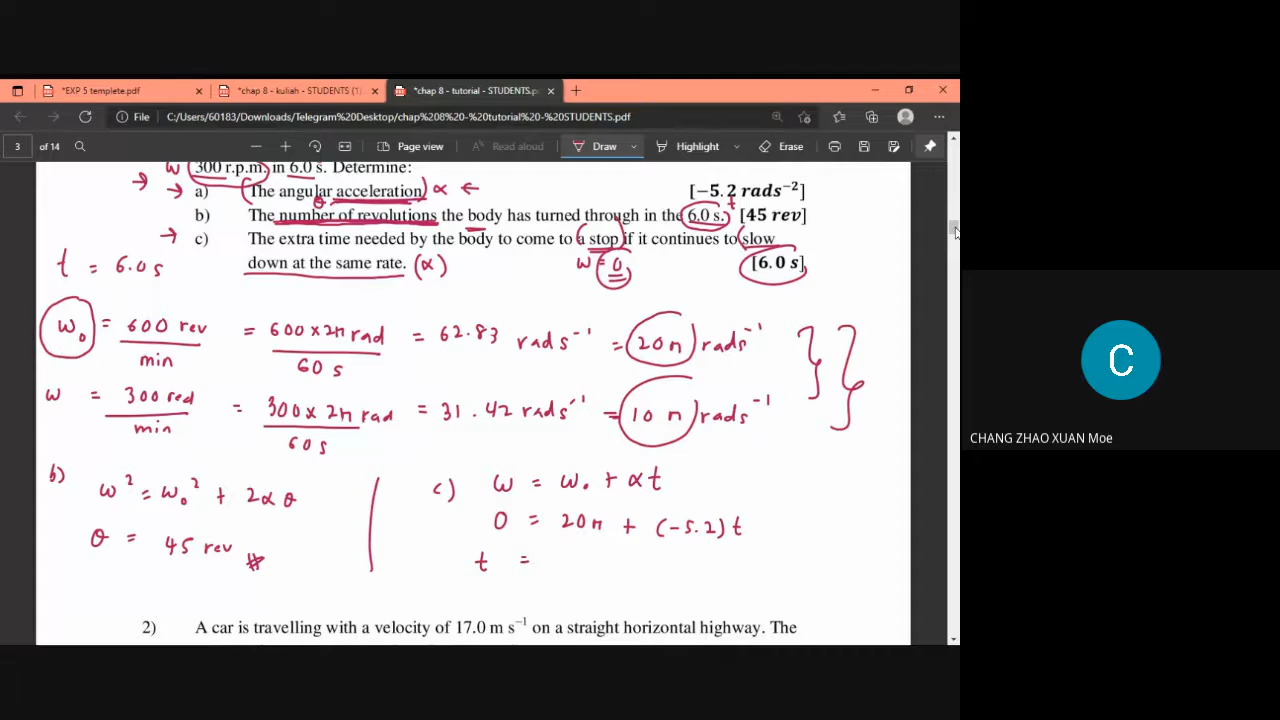 *EXP 5 templete.pdf
*chap 8 - kuliah - STUDENTS (1)
*chap 8 - tutorial - STUDENTS.p
File C:/Users/60183/Downloads/Telegram%20Desktop/chap%208%20-%20tutorial%20-%20STUDENTS.pdf
3 of 14 Page view Read aloud Draw Highlight Erase
ω 300 r.p.m. in 6.0 s. Determine:
a) The angular acceleration α [−5.2 rads⁻²]
θ t
b) The number of revolutions the body has turned through in the 6.0 s. [45 rev]
c) The extra time needed by the body to come to a stop if it continues to slow
down at the same rate. (α) ω = 0 [6.0 s]
t = 6.0 s
ω₀ = 600 rev/min = 600 × 2π rad/60 s = 62.83 rads⁻¹ = 20π rads⁻¹
ω = 300 red/min = 300 × 2π rad/60 s = 31.42 rads⁻¹ = 10π rads⁻¹
b) ω² = ω₀² + 2αθ
θ = 45 rev #
c) ω = ω₀ + αt
0 = 20π + (−5.2)t
t =
2) A car is travelling with a velocity of 17.0 m s⁻¹ on a straight horizontal highway. The
C
CHANG ZHAO XUAN Moe